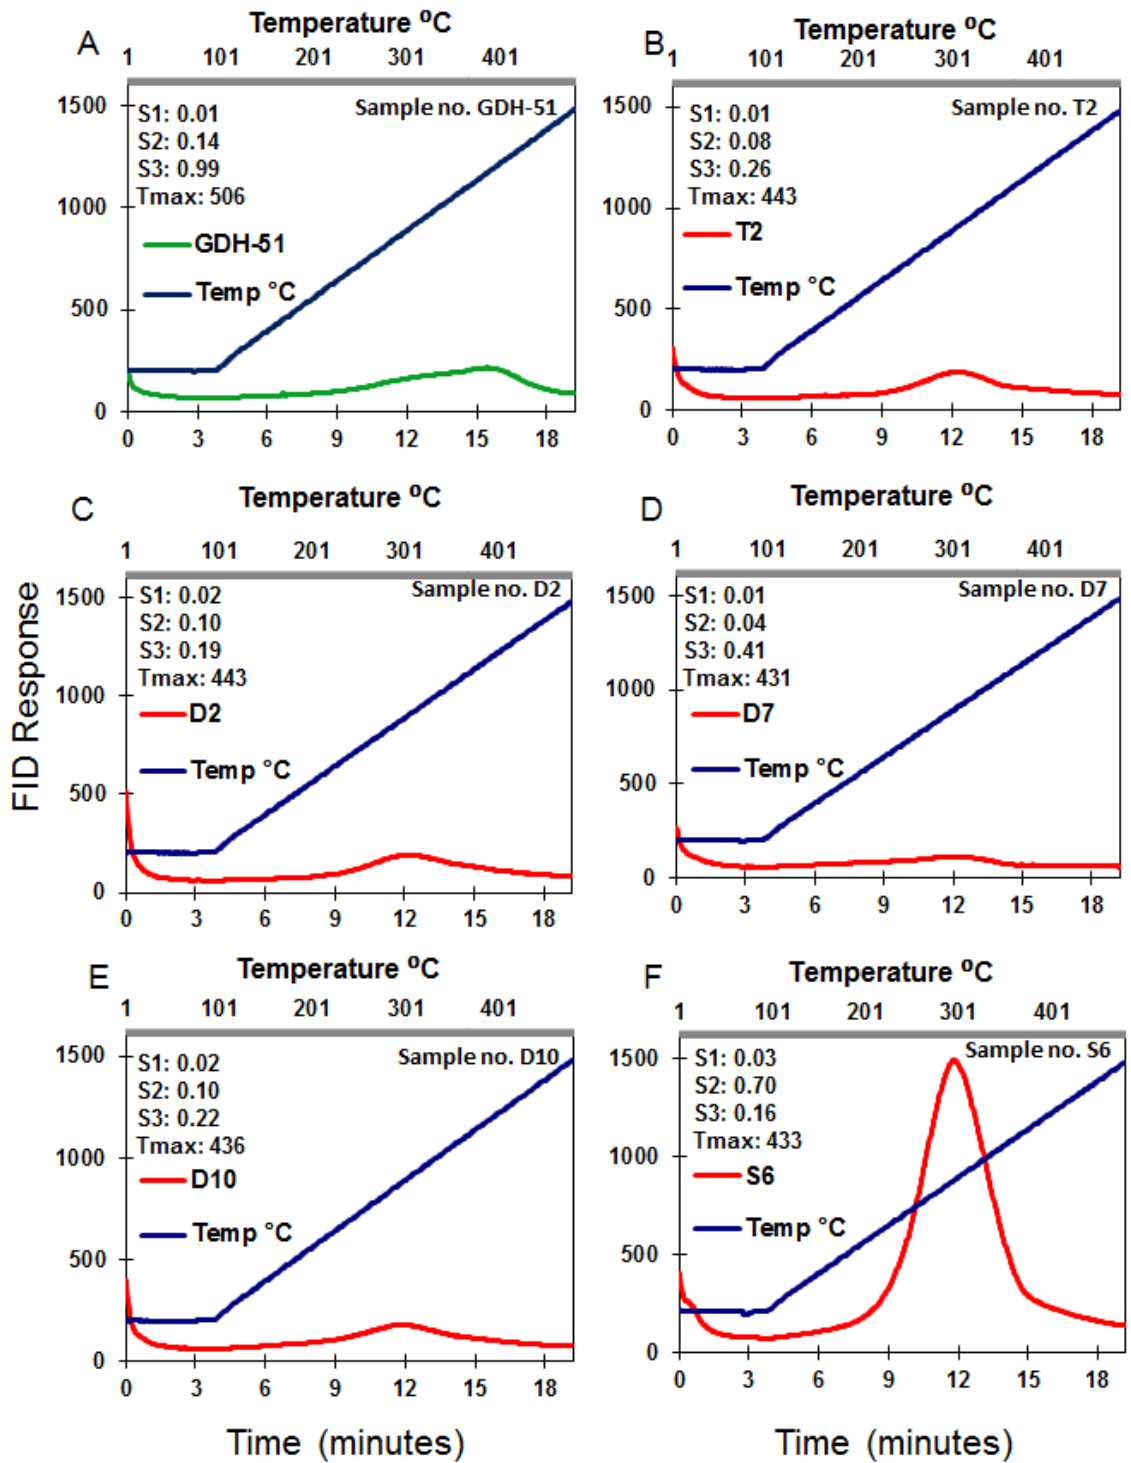 A
Temperature ⁰C
1 101 201 301 401
Sample no. GDH-51
S1: 0.01
S2: 0.14
S3: 0.99
Tmax: 506
GDH-51
Temp °C
1500
1000
500
0
0 3 6 9 12 15 18
B
Temperature ⁰C
1 101 201 301 401
Sample no. T2
S1: 0.01
S2: 0.08
S3: 0.26
Tmax: 443
T2
Temp °C
1500
1000
500
0
0 3 6 9 12 15 18
C
Temperature ⁰C
1 101 201 301 401
Sample no. D2
S1: 0.02
S2: 0.10
S3: 0.19
Tmax: 443
D2
Temp °C
1500
1000
500
0
0 3 6 9 12 15 18
D
Temperature ⁰C
1 101 201 301 401
Sample no. D7
S1: 0.01
S2: 0.04
S3: 0.41
Tmax: 431
D7
Temp °C
1500
1000
500
0
0 3 6 9 12 15 18
FID Response
E
Temperature ⁰C
1 101 201 301 401
Sample no. D10
S1: 0.02
S2: 0.10
S3: 0.22
Tmax: 436
D10
Temp °C
1500
1000
500
0
0 3 6 9 12 15 18
Time (minutes)
F
Temperature ⁰C
1 101 201 301 401
Sample no. S6
S1: 0.03
S2: 0.70
S3: 0.16
Tmax: 433
S6
Temp °C
1500
1000
500
0
0 3 6 9 12 15 18
Time (minutes)